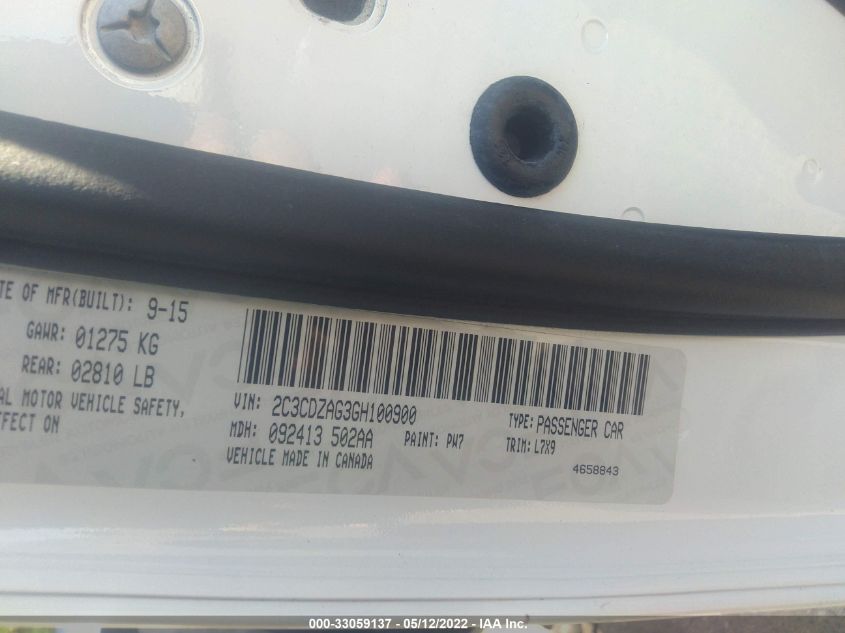 TE OF MFR(BUILT): 9-15
GAWR: 01275 KG
REAR: 02810 LB
AL MOTOR VEHICLE SAFETY,
FFECT ON
VIN: 2C3CDZAG3GH100900
TYPE: PASSENGER CAR
MDH: 092413 502AA
PAINT: PW7
TRIM: L7X9
VEHICLE MADE IN CANADA
4658843
000-33059137 - 05/12/2022 - IAA Inc.